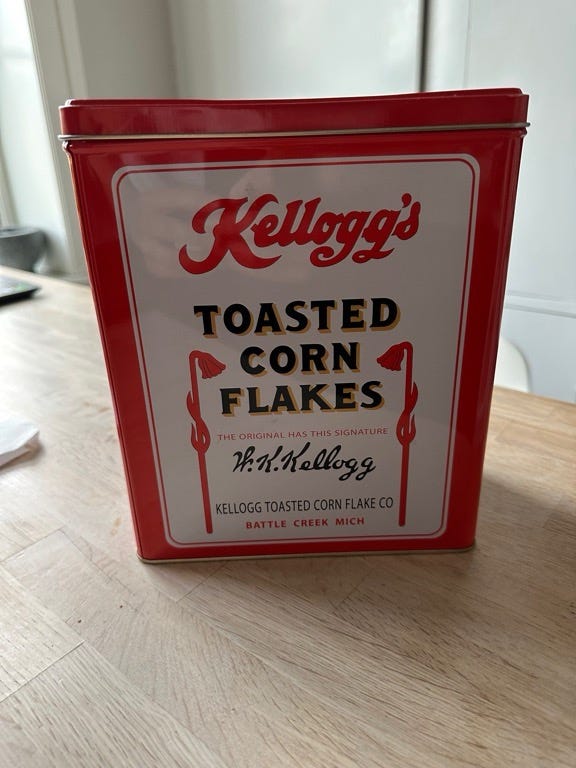 Kellogg's
TOASTED
CORN
FLAKES
THE ORIGINAL HAS THIS SIGNATURE
W.K.Kellogg
KELLOGG TOASTED CORN FLAKE CO
BATTLE CREEK MICH